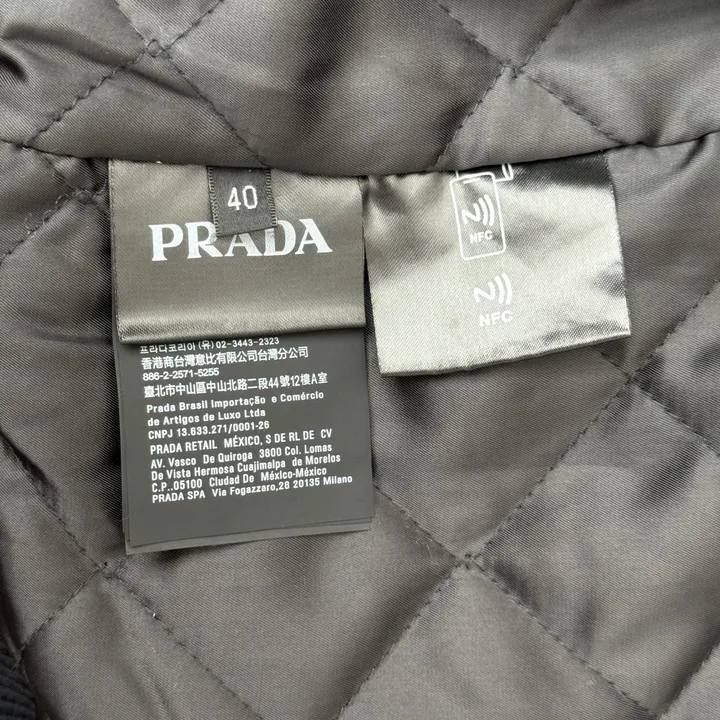 40
PRADA
NFC
NFC
프라다코리아 (유) 02-3443-2323
香港商台灣意比有限公司台灣分公司
886-2-2571-5255
臺北市中山區中山北路二段44號12樓A室
Prada Brasil Importação e Comércio
de Artigos de Luxo Ltda
CNPJ 13.633.271/0001-26
PRADA RETAIL MÉXICO, S DE RL DE CV
AV. Vasco De Quiroga 3800 Col. Lomas
De Vista Hermosa Cuajimalpa de Morelos
C.P..05100 Ciudad De México-México
PRADA SPA Via Fogazzaro,28 20135 Milano